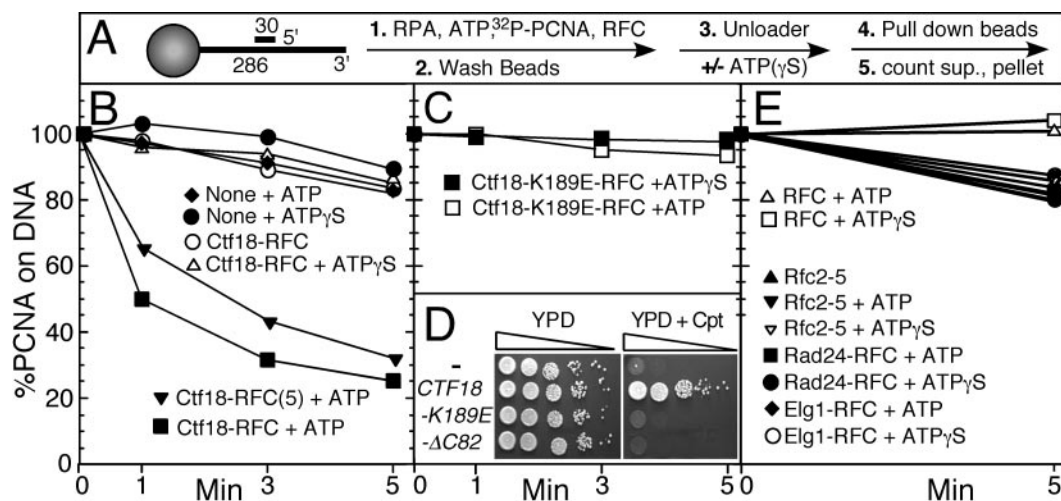 A
30
5'
286
3'
1. RPA, ATP,³²P-PCNA, RFC
2. Wash Beads
3. Unloader
+/- ATP(γS)
4. Pull down beads
5. count sup., pellet
B
%PCNA on DNA
100
80
60
40
20
0
None + ATP
None + ATPγS
Ctf18-RFC
Ctf18-RFC + ATPγS
Ctf18-RFC(5) + ATP
Ctf18-RFC + ATP
0 1 Min 3 5
C
Ctf18-K189E-RFC +ATPγS
Ctf18-K189E-RFC +ATP
D
YPD
YPD + Cpt
-
CTF18
-K189E
-ΔC82
0 1 Min 3 5
E
RFC + ATP
RFC + ATPγS
Rfc2-5
Rfc2-5 + ATP
Rfc2-5 + ATPγS
Rad24-RFC + ATP
Rad24-RFC + ATPγS
Elg1-RFC + ATP
Elg1-RFC + ATPγS
0 Min 5